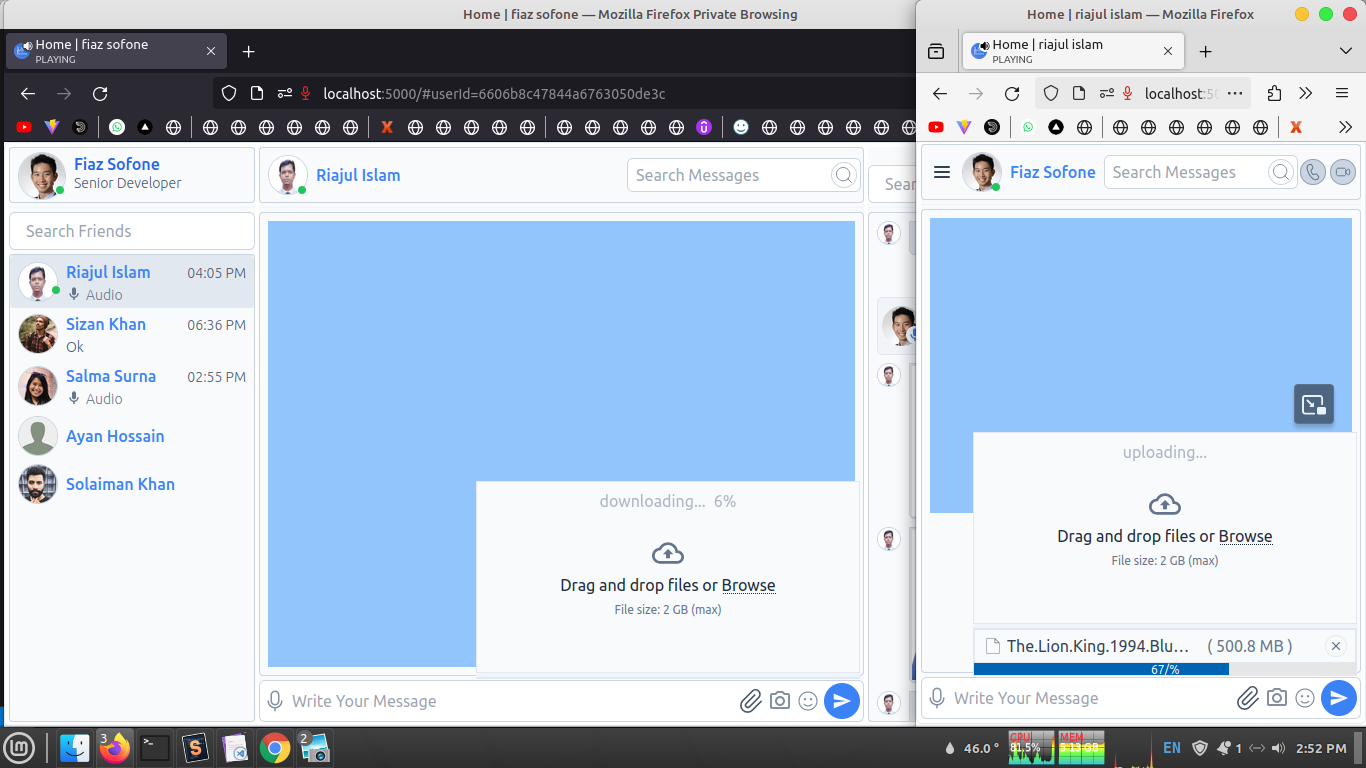 Home | fiaz sofone — Mozilla Firefox Private Browsing
Home | fiaz sofone
PLAYING
localhost:5000/#userId=6606b8c47844a6763050de3c
Fiaz Sofone
Senior Developer
Search Friends
Riajul Islam 04:05 PM
Audio
Sizan Khan 06:36 PM
Ok
Salma Surna 02:55 PM
Audio
Ayan Hossain
Solaiman Khan
Riajul Islam
Search Messages
downloading... 6%
Drag and drop files or Browse
File size: 2 GB (max)
Write Your Message
Sear
Home | riajul islam — Mozilla Firefox
Home | riajul islam
PLAYING
localhost:50
Fiaz Sofone
Search Messages
uploading...
Drag and drop files or Browse
File size: 2 GB (max)
The.Lion.King.1994.Blu... ( 500.8 MB )
67/%
Write Your Message
3
2
46.0 °
CPU
81.5%
MEM
EN
1
2:52 PM